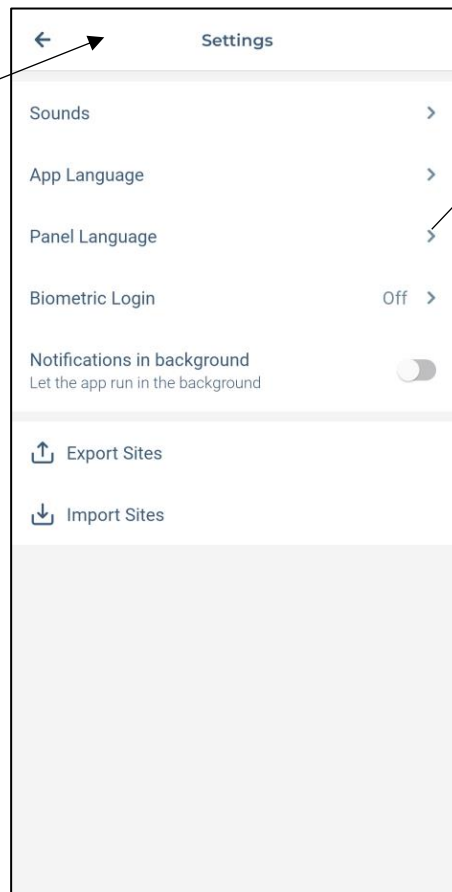 Settings
Sounds
App Language
Panel Language
Biometric Login Off
Notifications in background
Let the app run in the background
Export Sites
Import Sites